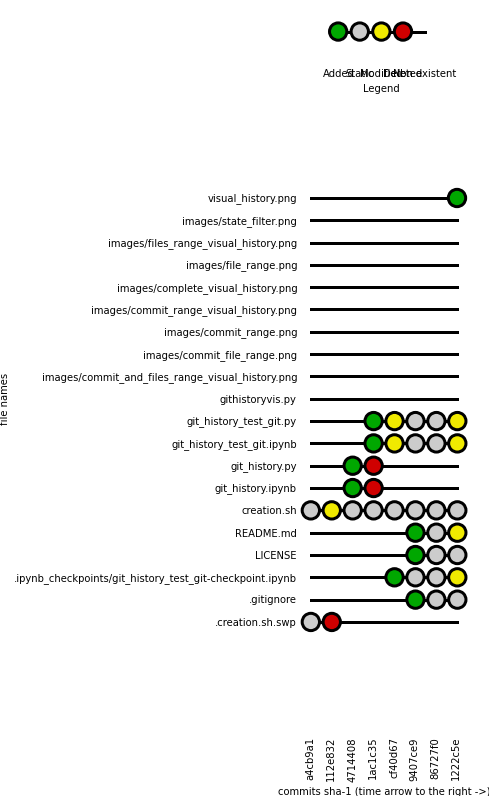 Added Static Modified Deleted Non existent
Legend
visual_history.png
images/state_filter.png
images/files_range_visual_history.png
images/file_range.png
images/complete_visual_history.png
images/commit_range_visual_history.png
images/commit_range.png
images/commit_file_range.png
images/commit_and_files_range_visual_history.png
githistoryvis.py
git_history_test_git.py
git_history_test_git.ipynb
git_history.py
git_history.ipynb
creation.sh
README.md
LICENSE
.ipynb_checkpoints/git_history_test_git-checkpoint.ipynb
.gitignore
.creation.sh.swp
file names
a4cb9a1
112e832
4714408
1ac1c35
cf40d67
9407ce9
86727f0
1222c5e
commits sha-1 (time arrow to the right ->)